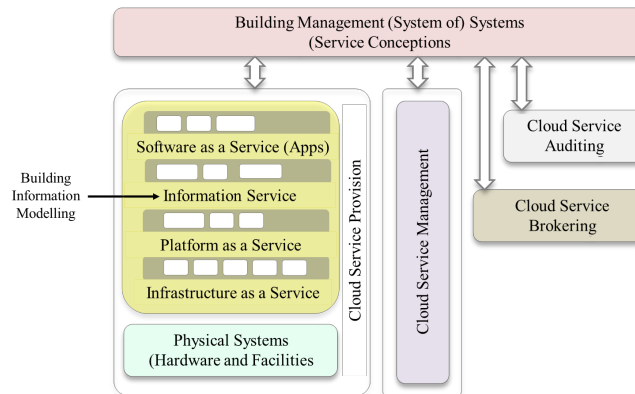 Building Management (System of) Systems
(Service Conceptions
Software as a Service (Apps)
Building
Information
Modelling
Information Service
Platform as a Service
Infrastructure as a Service
Physical Systems
(Hardware and Facilities
Cloud Service Provision
Cloud Service Management
Cloud Service
Auditing
Cloud Service
Brokering